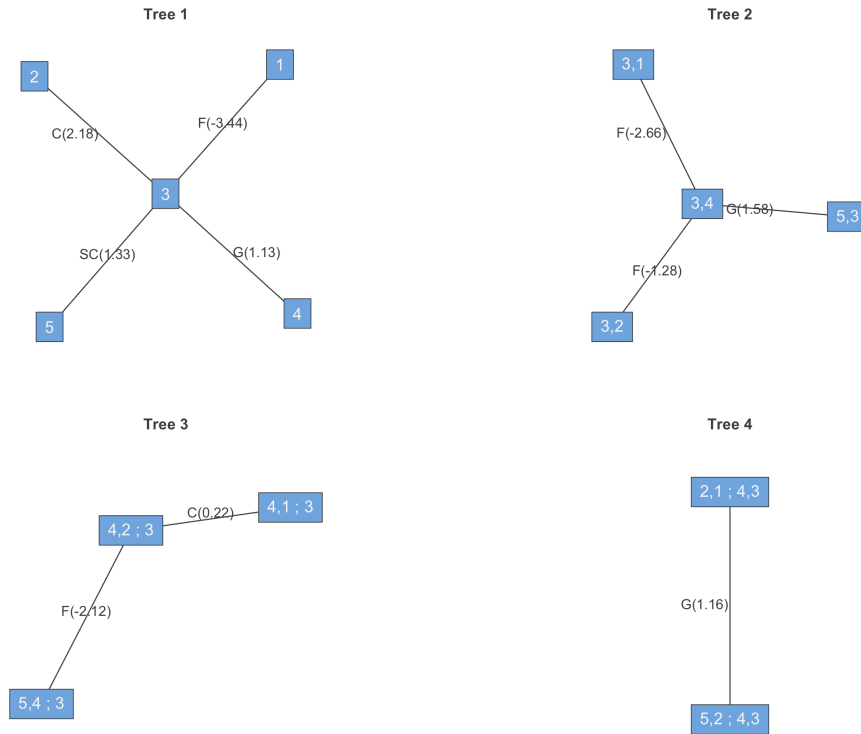 Tree 1
2
1
C(2.18)
F(-3.44)
3
SC(1.33)
G(1.13)
5
4
Tree 2
3,1
F(-2.66)
3,4
G(1.58)
5,3
F(-1.28)
3,2
Tree 3
4,2 ; 3
C(0.22)
4,1 ; 3
F(-2.12)
5,4 ; 3
Tree 4
2,1 ; 4,3
G(1.16)
5,2 ; 4,3